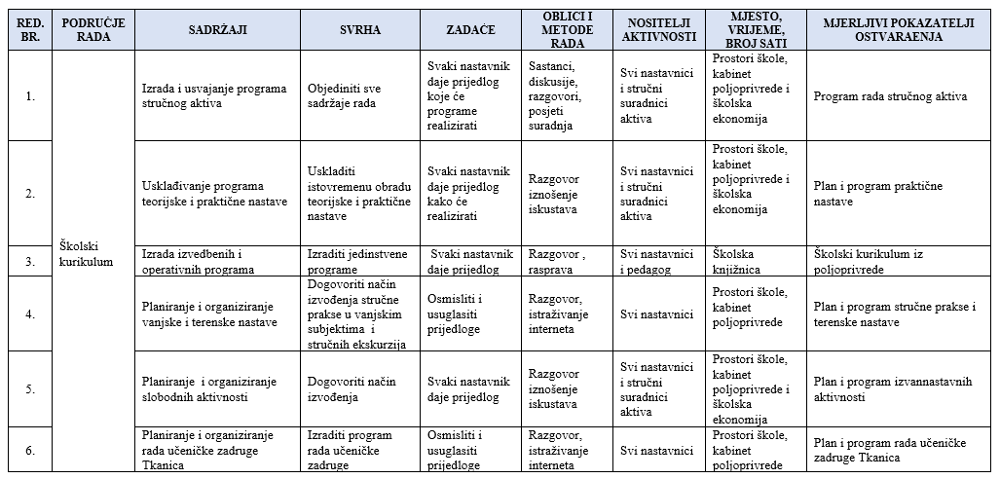 RED. BR.
PODRUČJE RADA
SADRŽAJI
SVRHA
ZADAĆE
OBLICI I METODE RADA
NOSITELJI AKTIVNOSTI
MJESTO, VRIJEME, BROJ SATI
MJERLJIVI POKAZATELJI OSTVARAENJA
Školski kurikulum
1.
Izrada i usvajanje programa
stručnog aktiva
Objediniti sve
sadržaje rada
Svaki nastavnik
daje prijedlog
koje će
programe
realizirati
Sastanci,
diskusije,
razgovori,
posjeti
suradnja
Svi nastavnici
i stručni
suradnici
aktiva
Prostori škole,
kabinet
poljoprivrede i
školska
ekonomija
Program rada stručnog aktiva
2.
Usklađivanje programa
teorijske i praktične nastave
Uskladiti
istovremenu obradu
teorijske i praktične
nastave
Svaki nastavnik
daje prijedlog
kako će
realizirati
Razgovor
iznošenje
iskustava
Svi nastavnici
i stručni
suradnici
aktiva
Prostori škole,
kabinet
poljoprivrede i
školska
ekonomija
Plan i program praktične
nastave
3.
Izrada izvedbenih i
operativnih programa
Izraditi jedinstvene
programe
Svaki nastavnik
daje prijedlog
Razgovor ,
rasprava
Svi nastavnici
i pedagog
Školska
knjižnica
Školski kurikulum iz
poljoprivrede
4.
Planiranje i organiziranje
vanjske i terenske nastave
Dogovoriti način
izvođenja stručne
prakse u vanjskim
subjektima i
stručnih ekskurzija
Osmisliti i
usuglasiti
prijedloge
Razgovor,
istraživanje
interneta
Svi nastavnici
Prostori škole,
kabinet
poljoprivrede
Plan i program stručne prakse i
terenske nastave
5.
Planiranje i organiziranje
slobodnih aktivnosti
Dogovoriti način
izvođenja
Svaki nastavnik
daje prijedlog
Razgovor
iznošenje
iskustava
Svi nastavnici
i stručni
suradnici
aktiva
Prostori škole,
kabinet
poljoprivrede i
školska
ekonomija
Plan i program izvannastavnih
aktivnosti
6.
Planiranje i organiziranje
rada učeničke zadruge
Tkanica
Izraditi program
rada učeničke
zadruge
Osmisliti i
usuglasiti
prijedloge
Razgovor,
istraživanje
interneta
Svi nastavnici
Prostori škole,
kabinet
poljoprivrede
Plan i program rada učeničke
zadruge Tkanica